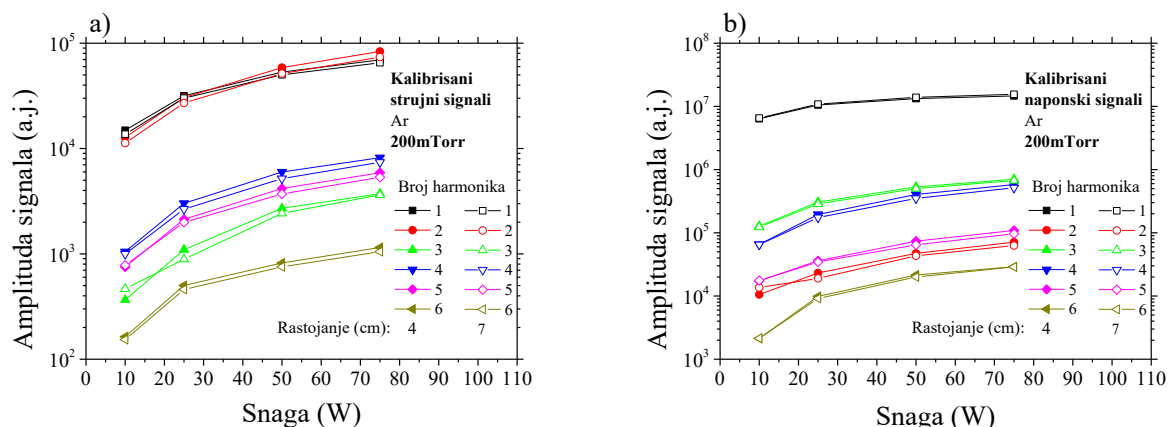 a)
Amplituda signala (a.j.)
10^5
10^4
10^3
10^2
Kalibrisani
strujni signali
Ar
200mTorr
Broj harmonika
1 1
2 2
3 3
4 4
5 5
6 6
Rastojanje (cm): 4 7
0 10 20 30 40 50 60 70 80 90 100 110
Snaga (W)
b)
Amplituda signala (a.j.)
10^8
10^7
10^6
10^5
10^4
10^3
Kalibrisani
naponski signali
Ar
200mTorr
Broj harmonika
1 1
2 2
3 3
4 4
5 5
6 6
Rastojanje (cm): 4 7
0 10 20 30 40 50 60 70 80 90 100 110
Snaga (W)